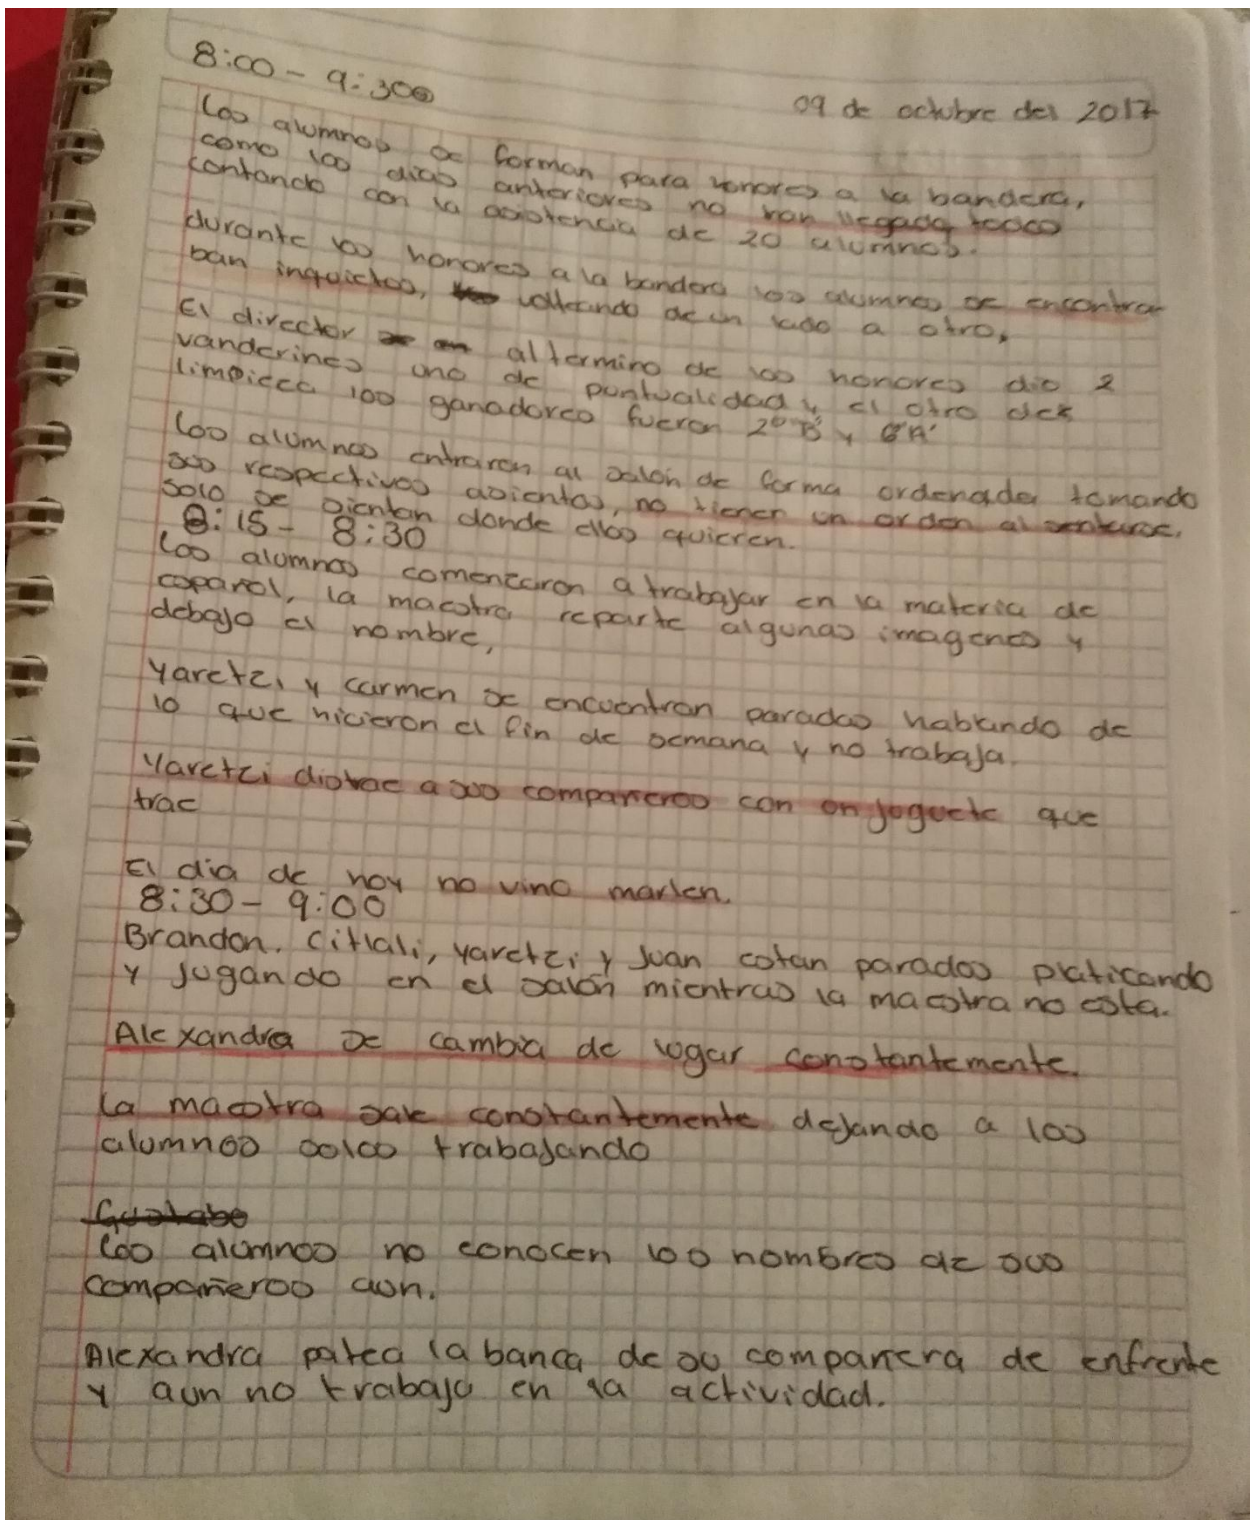 8:00 - 9:30
09 de octubre del 2017
Los alumnos se forman para honores a la bandera,
como los dias anteriores no han llegado todos
contando con la asistencia de 20 alumnos.
durante los honores a la bandera los alumnos se encontra
ban inquietos, volteando de un lado a otro,
El director al termino de los honores dio 2
vanderines uno de puntualidad y el otro de
limpieza los ganadores fueron 2° "B" y 6"A"
Los alumnos entraron al salón de forma ordenada tomando
sus respectivos asientos, no tienen un orden al sentarse,
solo se sientan donde ellos quieren.
8:15 - 8:30
Los alumnos comenzaron a trabajar en la materia de
español, la maestra reparte algunas imagenes y
debajo el nombre,
Yaretzi y carmen se encuentran paradas hablando de
lo que hicieron el fin de semana y no trabaja.
Yaretzi distrae a sus compañeros con un juguete que
trae
El dia de hoy no vino marlen.
8:30 - 9:00
Brandon, Citlali, yaretzi y Juan estan parados platicando
y jugando en el salón mientras la maestra no esta.
Alexandra se cambia de lugar constantemente.
La maestra sale constantemente dejando a los
alumnos solos trabajando
Gustabo
Los alumnos no conocen los nombres de sus
compañeros aun.
Alexandra patea la banca de su compañera de enfrente
y aun no trabaja en la actividad.